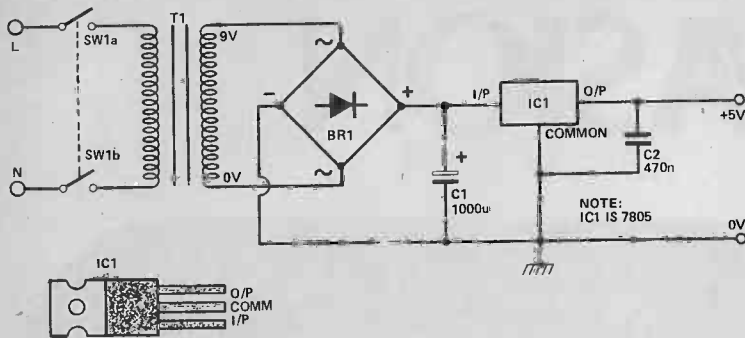 L
SW1a
T1
9V
~
I/P
O/P
IC1
+5V
-
+
BR1
COMMON
N
SW1b
~
0V
+
C1
1000u
C2
470n
NOTE:
IC1 IS 7805
0V
IC1
O/P
COMM
I/P